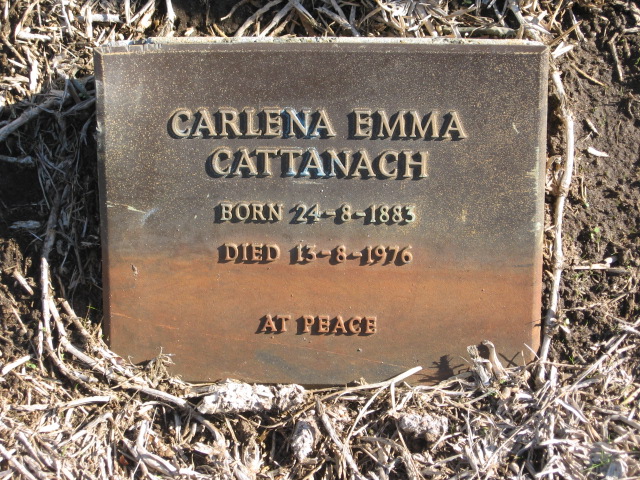 CARLENA EMMA
CATTANACH
BORN 24-8-1883
DIED 13-8-1976
AT PEACE